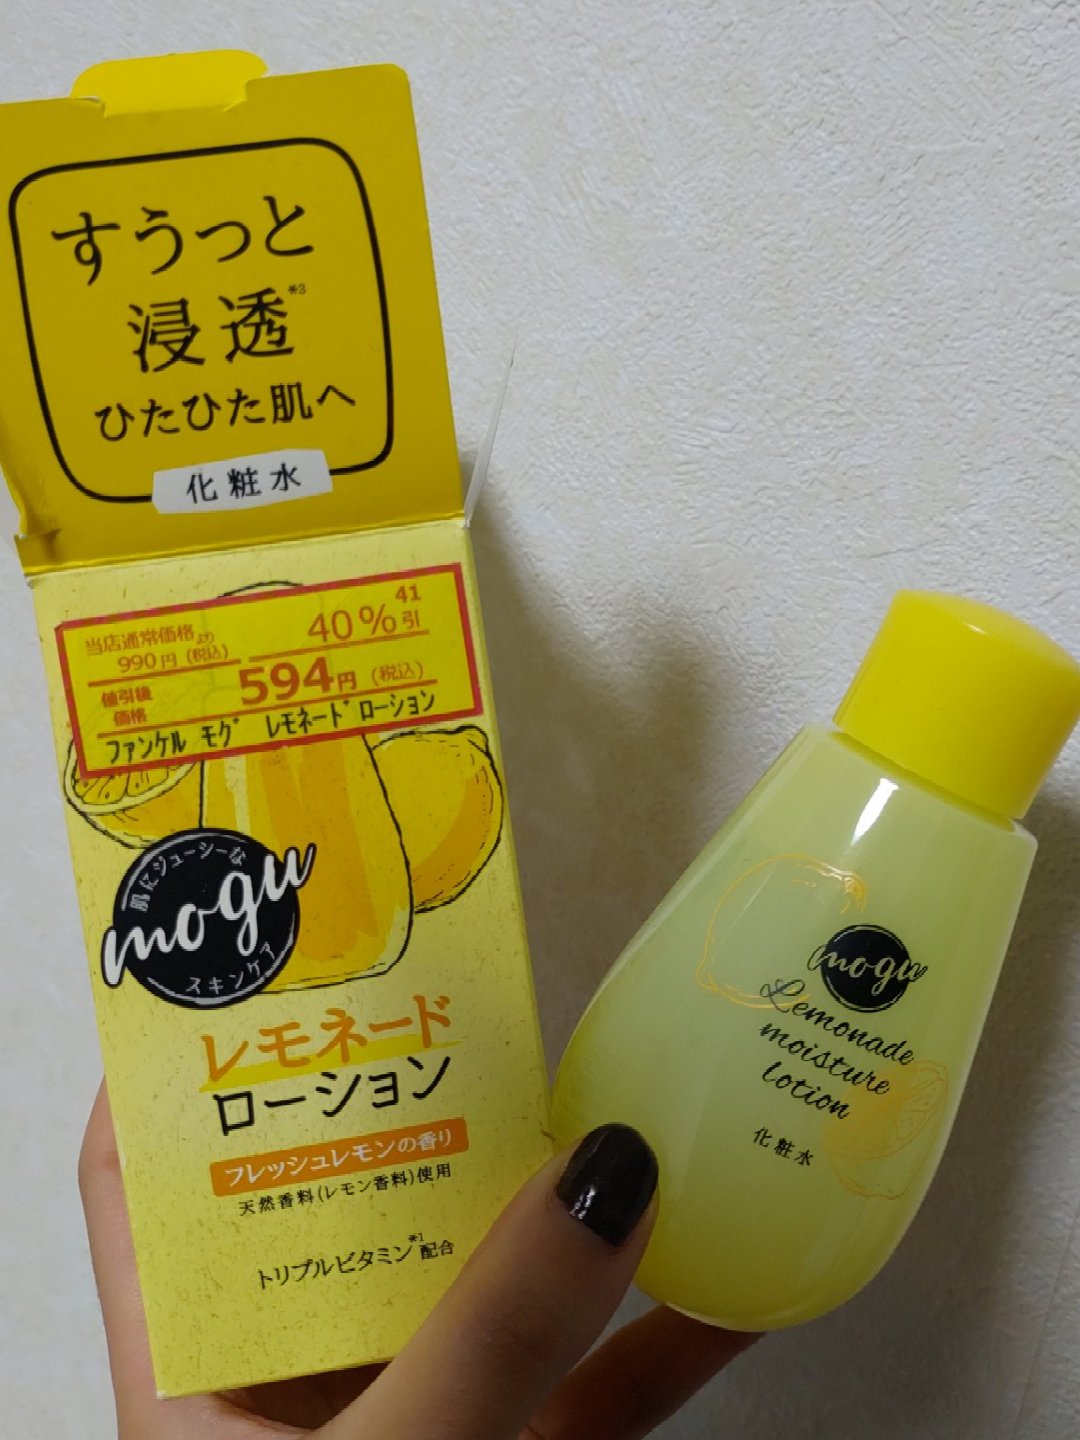 すうっと
浸透*3
ひたひた肌へ
化粧水
41
当店通常価格より
990円(税込)
40%引
値引後
価格
594円(税込)
ファンケル モグ レモネードローション
肌にジューシーな
mogu
スキンケア
レモネード
ローション
フレッシュレモンの香り
天然香料(レモン香料)使用
トリプルビタミン*1配合
mogu
Lemonade
moisture
lotion
化粧水